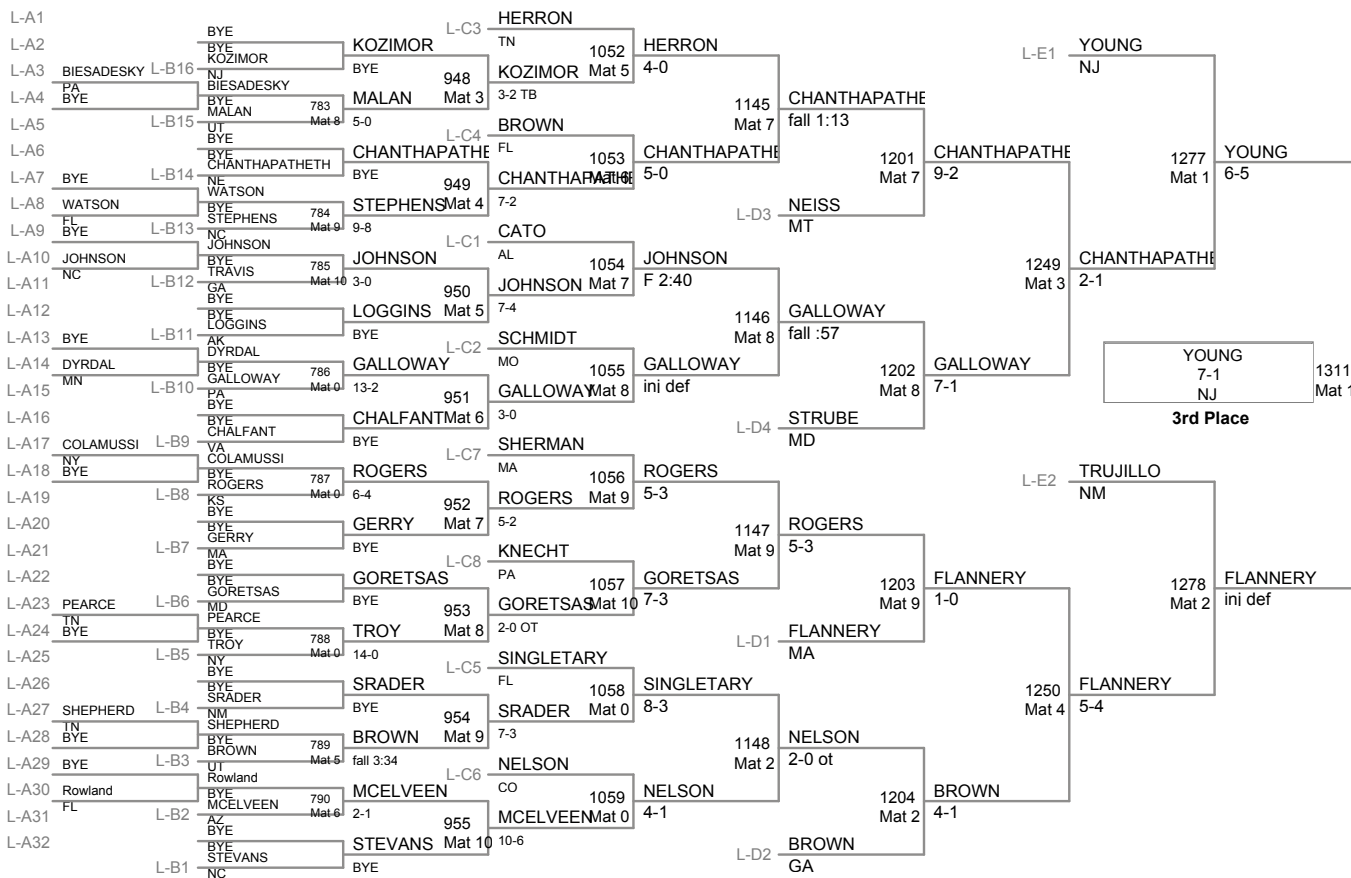 L-A1
L-A2
L-A3
L-A4
L-A5
L-A6
L-A7
L-A8
L-A9
L-A10
L-A11
L-A12
L-A13
L-A14
L-A15
L-A16
L-A17
L-A18
L-A19
L-A20
L-A21
L-A22
L-A23
L-A24
L-A25
L-A26
L-A27
L-A28
L-A29
L-A30
L-A31
L-A32
BIESADESKY
PA
BYE
BYE
WATSON
FL
BYE
JOHNSON
NC
BYE
DYRDAL
MN
COLAMUSSI
NY
BYE
PEARCE
TN
BYE
SHEPHERD
TN
BYE
BYE
Rowland
FL
L-B16
L-B15
L-B14
L-B13
L-B12
L-B11
L-B10
L-B9
L-B8
L-B7
L-B6
L-B5
L-B4
L-B3
L-B2
L-B1
BYE
BYE
KOZIMOR
NJ
BIESADESKY
BYE
MALAN
UT
BYE
BYE
CHANTHAPATHETH
NE
WATSON
BYE
STEPHENS
NC
JOHNSON
BYE
TRAVIS
GA
BYE
BYE
LOGGINS
AK
DYRDAL
BYE
GALLOWAY
PA
BYE
BYE
CHALFANT
VA
COLAMUSSI
BYE
ROGERS
KS
BYE
BYE
GERRY
MA
BYE
BYE
GORETSAS
MD
PEARCE
BYE
TROY
NY
BYE
BYE
SRADER
NM
SHEPHERD
BYE
BROWN
UT
Rowland
BYE
MCELVEEN
AZ
BYE
BYE
STEVANS
NC
783
Mat 8
784
Mat 9
785
Mat 10
786
Mat 0
787
Mat 0
788
Mat 0
789
Mat 5
790
Mat 6
KOZIMOR
BYE
MALAN
5-0
CHANTHAPATHE
BYE
STEPHENS
9-8
JOHNSON
3-0
LOGGINS
BYE
GALLOWAY
13-2
CHALFANT
BYE
ROGERS
6-4
GERRY
BYE
GORETSAS
BYE
TROY
14-0
SRADER
BYE
BROWN
fall 3:34
MCELVEEN
2-1
STEVANS
BYE
948
Mat 3
949
Mat 4
950
Mat 5
951
Mat 6
952
Mat 7
953
Mat 8
954
Mat 9
955
Mat 10
L-C3
HERRON
TN
KOZIMOR
3-2 TB
L-C4
BROWN
FL
CHANTHAPATHE
7-2
L-C1
CATO
AL
JOHNSON
7-4
L-C2
SCHMIDT
MO
GALLOWAY
3-0
L-C7
SHERMAN
MA
ROGERS
5-2
L-C8
KNECHT
PA
GORETSAS
2-0 OT
L-C5
SINGLETARY
FL
SRADER
7-3
L-C6
NELSON
CO
MCELVEEN
10-6
1052
Mat 5
1053
Mat 6
1054
Mat 7
1055
Mat 8
1056
Mat 9
1057
Mat 10
1058
Mat 0
1059
Mat 0
HERRON
4-0
CHANTHAPATHE
5-0
JOHNSON
F 2:40
GALLOWAY
inj def
ROGERS
5-3
GORETSAS
7-3
SINGLETARY
8-3
NELSON
4-1
1145
Mat 7
1146
Mat 8
1147
Mat 9
1148
Mat 2
CHANTHAPATHE
fall 1:13
L-D3
NEISS
MT
GALLOWAY
fall :57
L-D4
STRUBE
MD
ROGERS
5-3
L-D1
FLANNERY
MA
NELSON
2-0 ot
L-D2
BROWN
GA
1201
Mat 7
1202
Mat 8
1203
Mat 9
1204
Mat 2
CHANTHAPATHE
9-2
GALLOWAY
7-1
FLANNERY
1-0
BROWN
4-1
1249
Mat 3
1250
Mat 4
L-E1
YOUNG
NJ
CHANTHAPATHE
2-1
L-E2
TRUJILLO
NM
FLANNERY
5-4
1277
Mat 1
1278
Mat 2
YOUNG
6-5
FLANNERY
inj def
YOUNG
7-1
NJ
3rd Place
1311
Mat 1